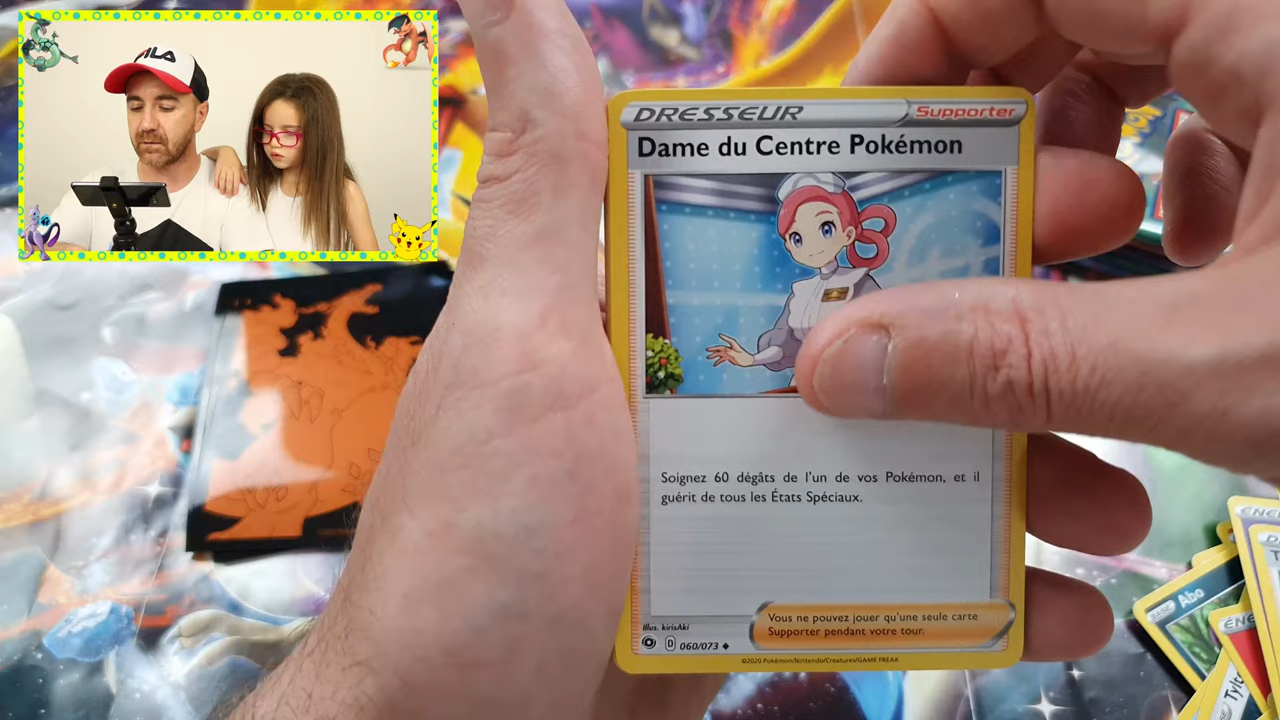 FILA
DRESSEUR
Supporter
Dame du Centre Pokémon
Soignez 60 dégâts de l'un de vos Pokémon, et il
guérit de tous les États Spéciaux.
Vous ne pouvez jouer qu'une seule carte
Supporter pendant votre tour.
Illus. kirisAki
D 060/073
©2020 Pokémon/Nintendo/Creatures/GAME FREAK
BASE Abo